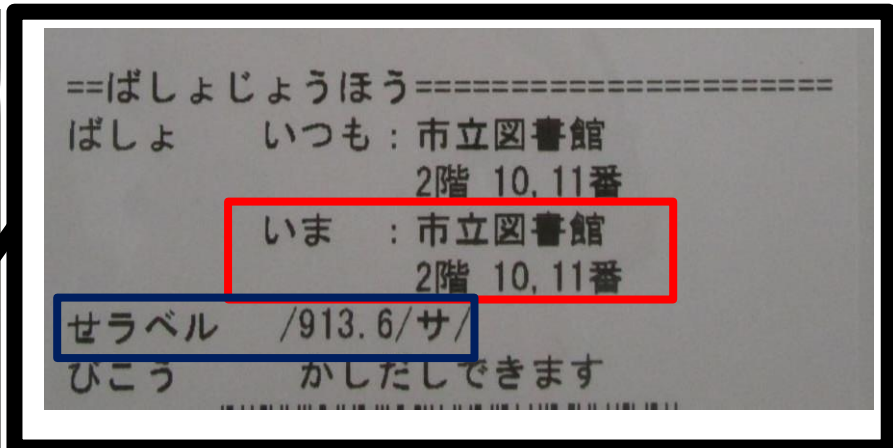 ==ばしょじょうほう======================
ばしょ いつも:市立図書館
2階 10,11番
いま :市立図書館
2階 10,11番
せラベル /913.6/サ/
びこう かしだしできます